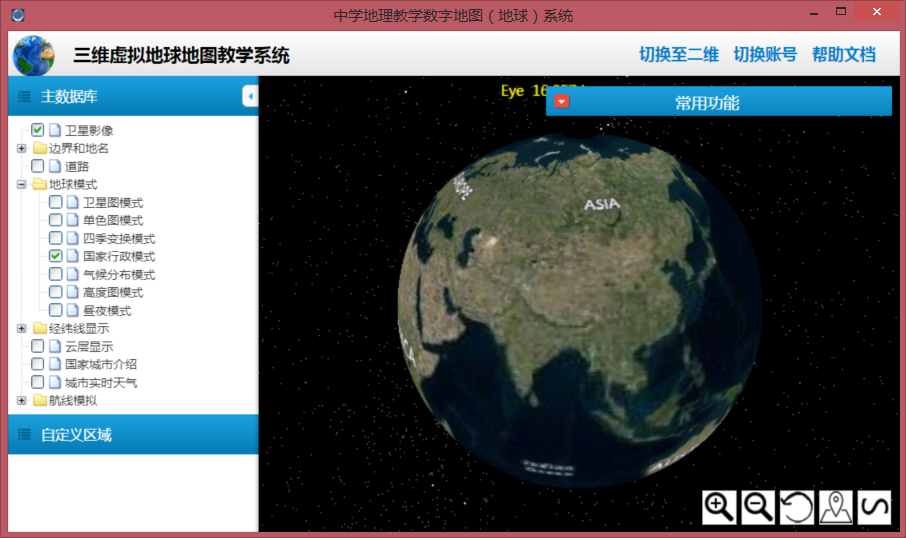 中学地理教学数字地图（地球）系统
三维虚拟地球地图教学系统
切换至二维 切换账号 帮助文档
主数据库
卫星影像
边界和地名
道路
地球模式
卫星图模式
单色图模式
四季变换模式
国家行政模式
气候分布模式
高度图模式
昼夜模式
经纬线显示
云层显示
国家城市介绍
城市实时天气
航线模拟
自定义区域
Eye
常用功能
ASIA
Indian
Ocean